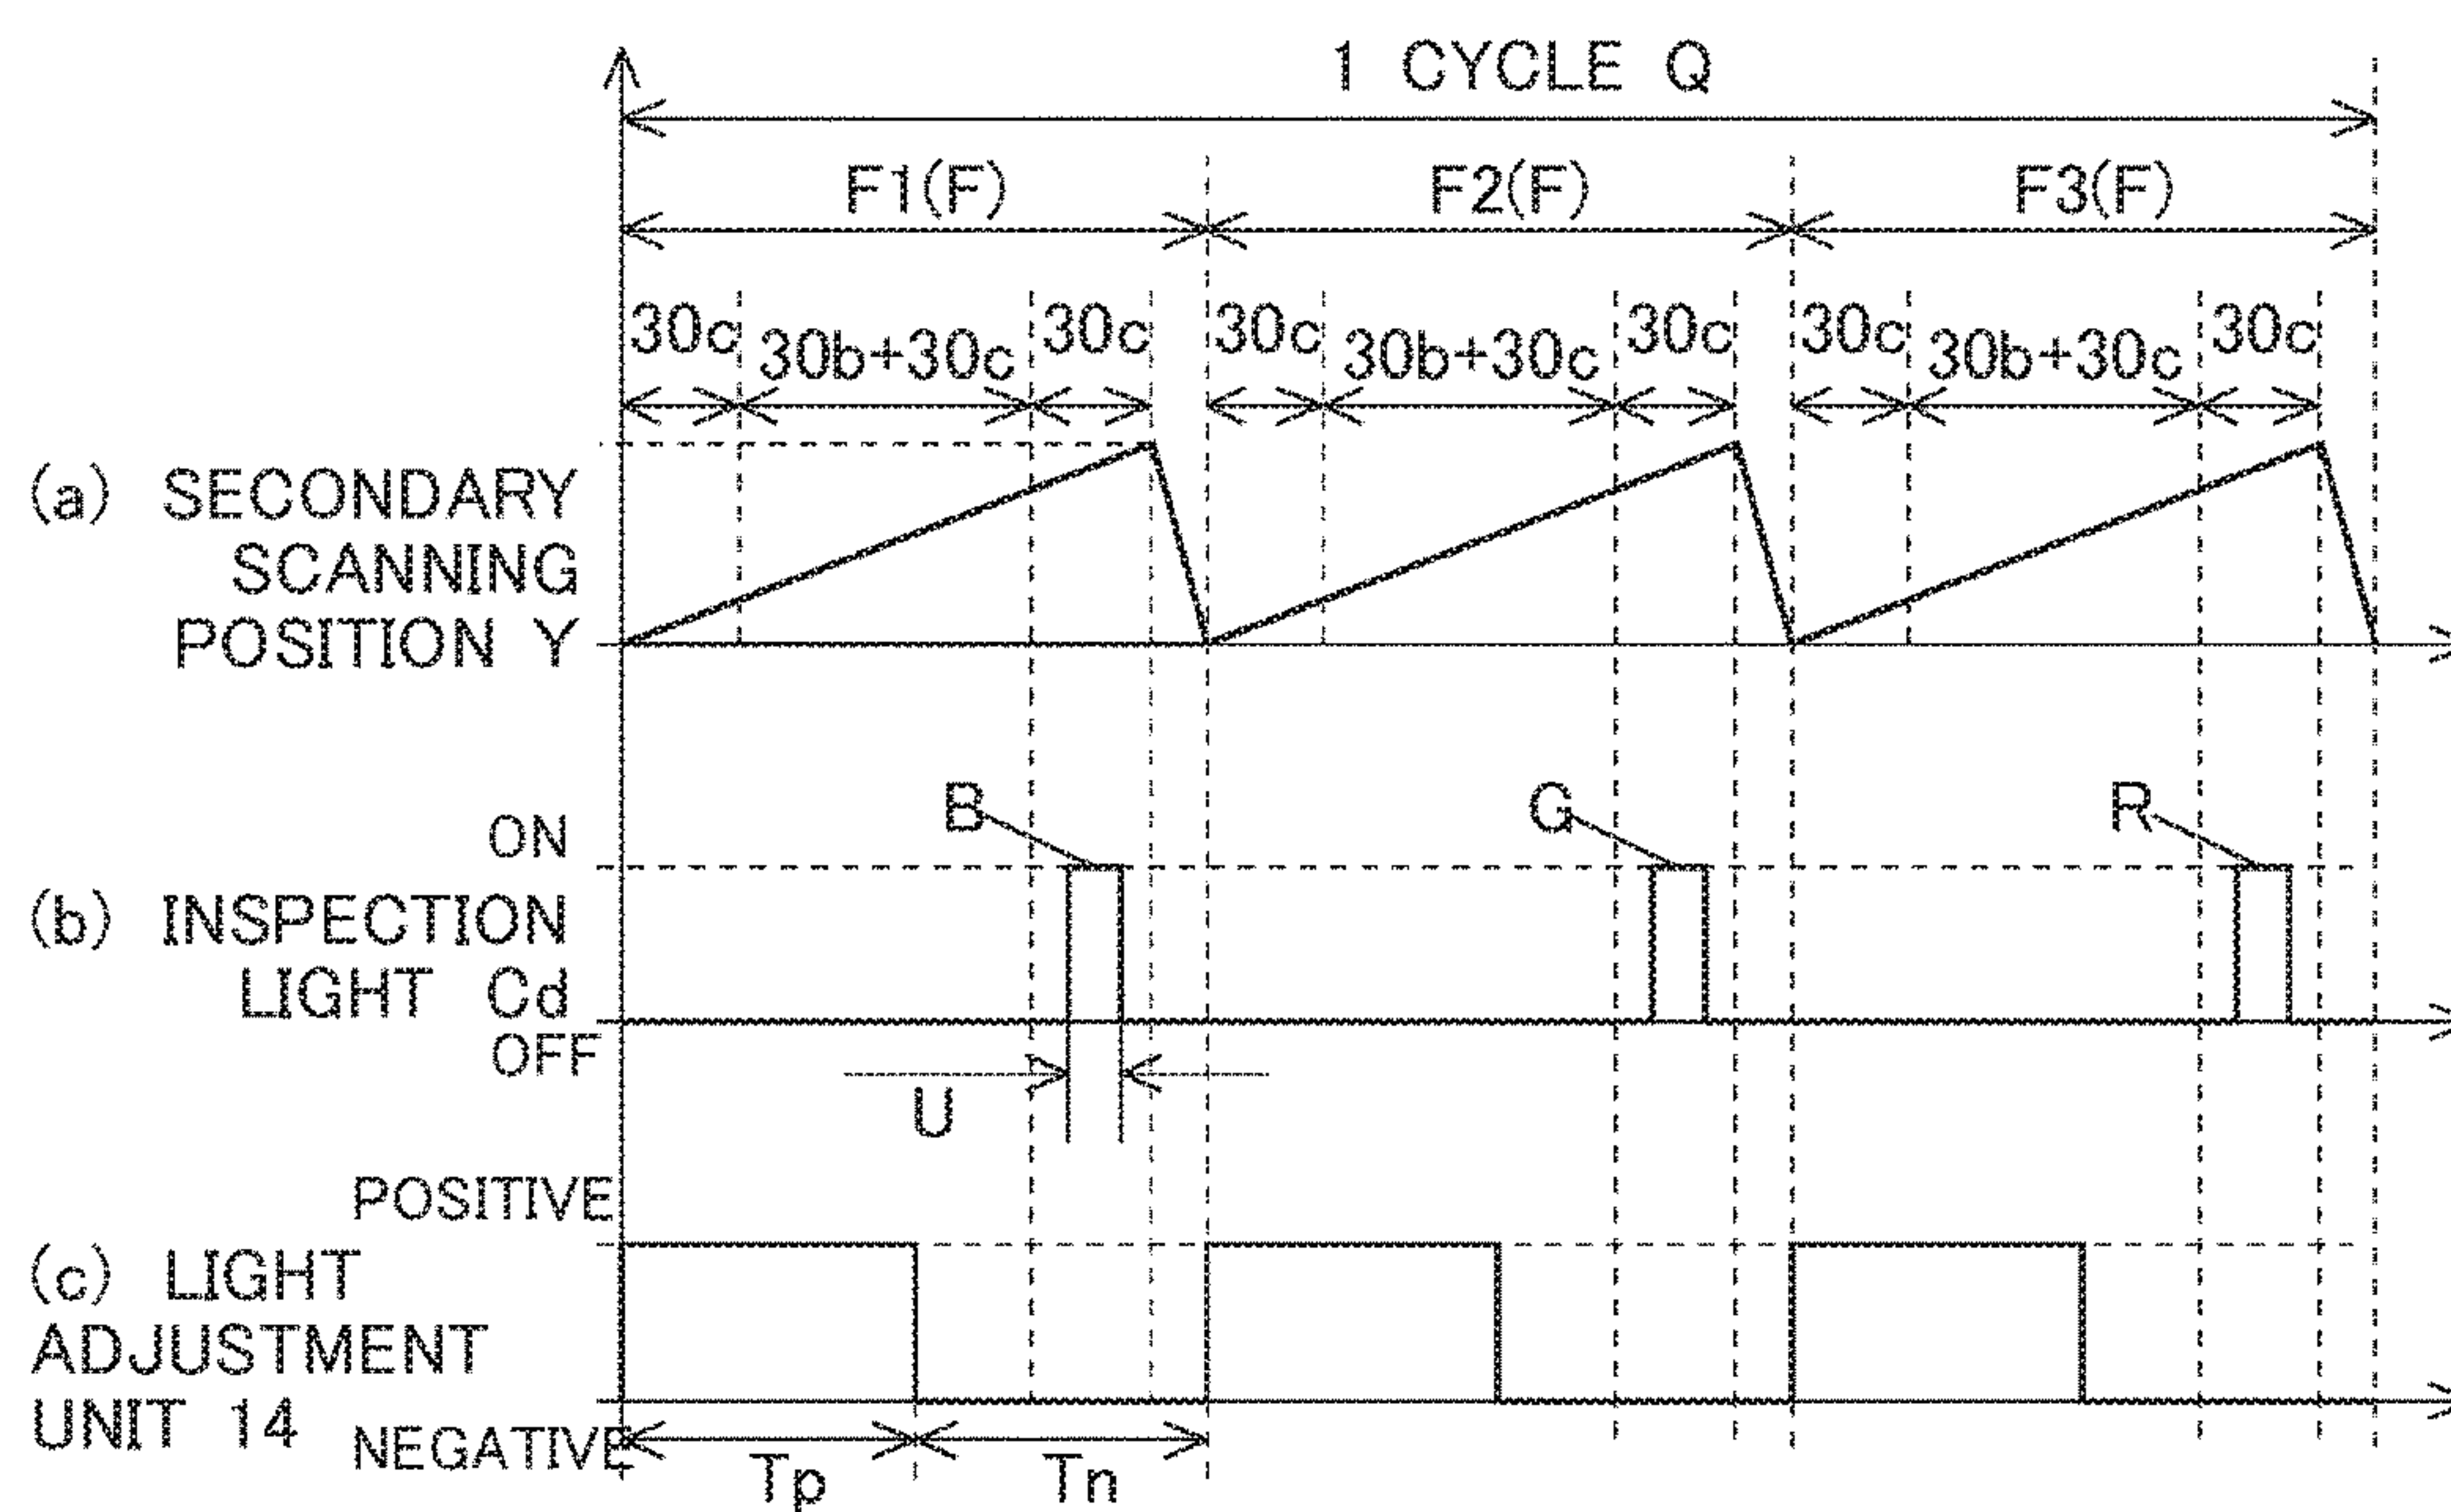 1 CYCLE Q
F1(F) F2(F) F3(F)
30c 30b+30c 30c 30c 30b+30c 30c 30c 30b+30c 30c
(a) SECONDARY
SCANNING
POSITION Y
B G R
ON
(b) INSPECTION
LIGHT Cd
OFF
U
POSITIVE
(c) LIGHT
ADJUSTMENT
UNIT 14
NEGATIVE
Tp Tn